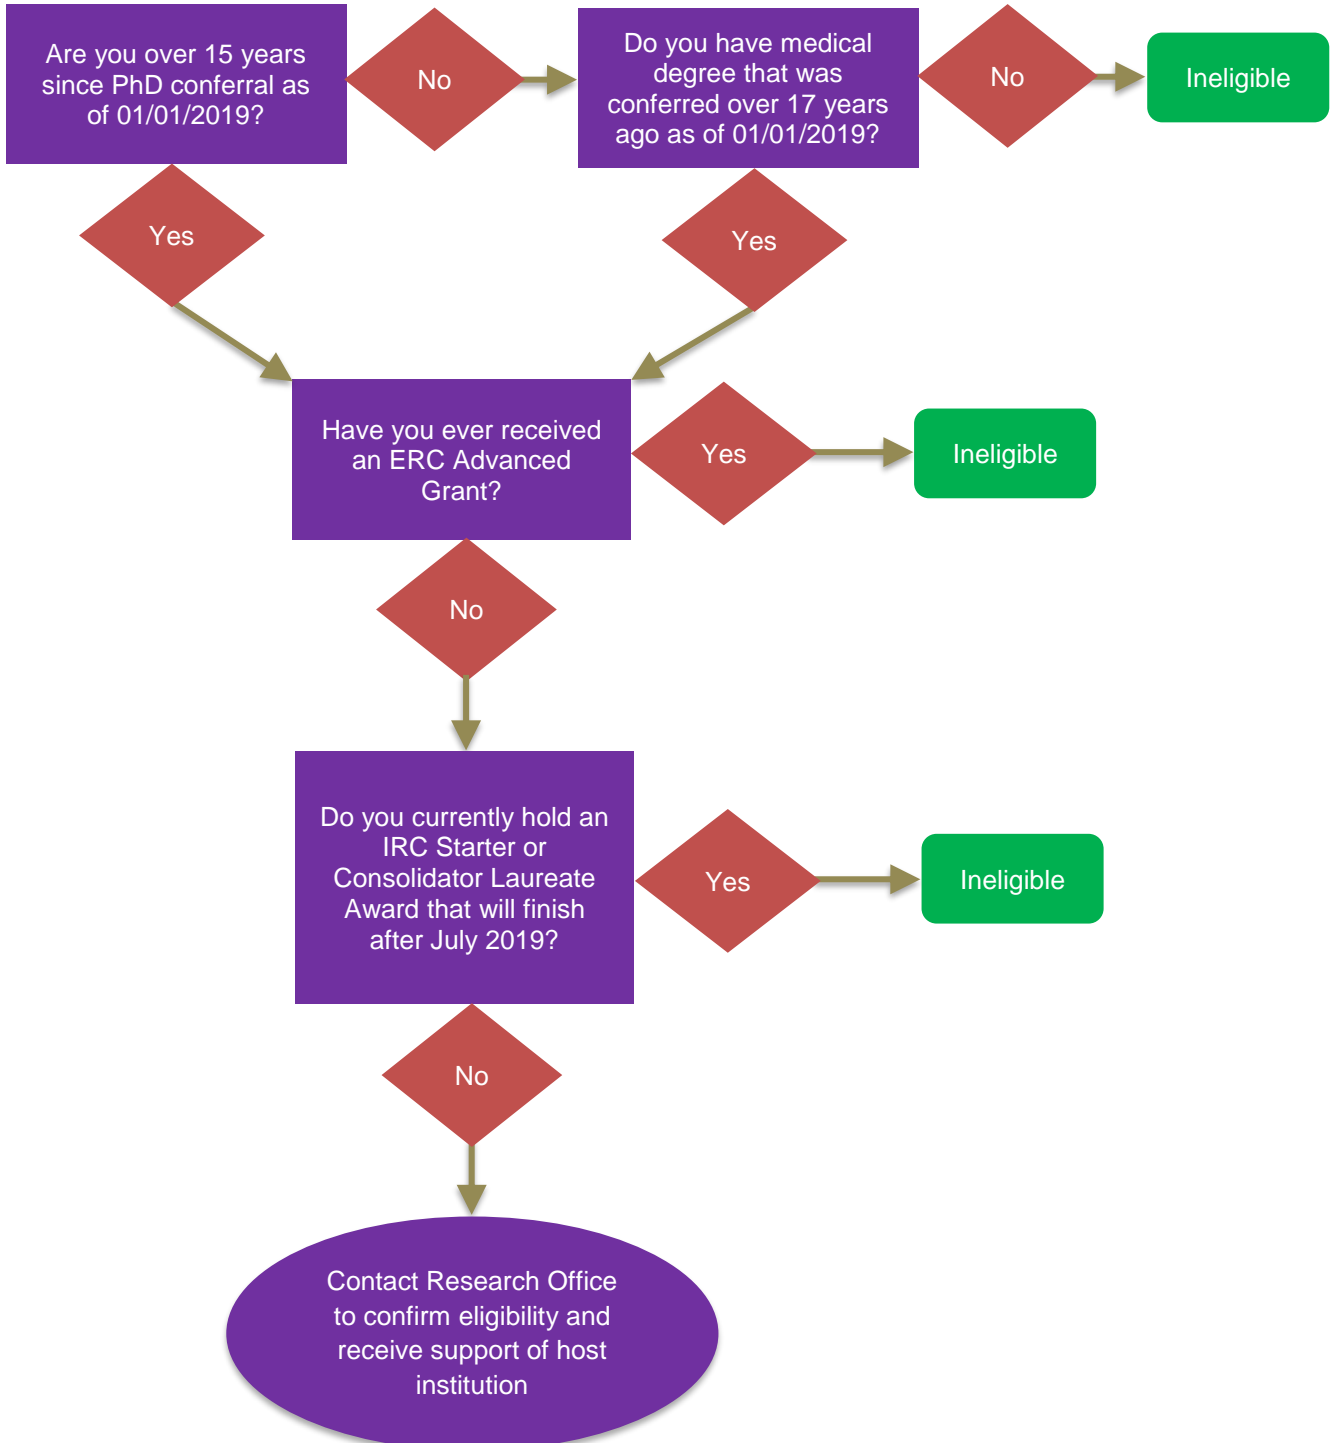 Are you over 15 years
since PhD conferral as
of 01/01/2019?
No
Do you have medical
degree that was
conferred over 17 years
ago as of 01/01/2019?
No
Ineligible
Yes
Yes
Have you ever received
an ERC Advanced
Grant?
Yes
Ineligible
No
Do you currently hold an
IRC Starter or
Consolidator Laureate
Award that will finish
after July 2019?
Yes
Ineligible
No
Contact Research Office
to confirm eligibility and
receive support of host
institution